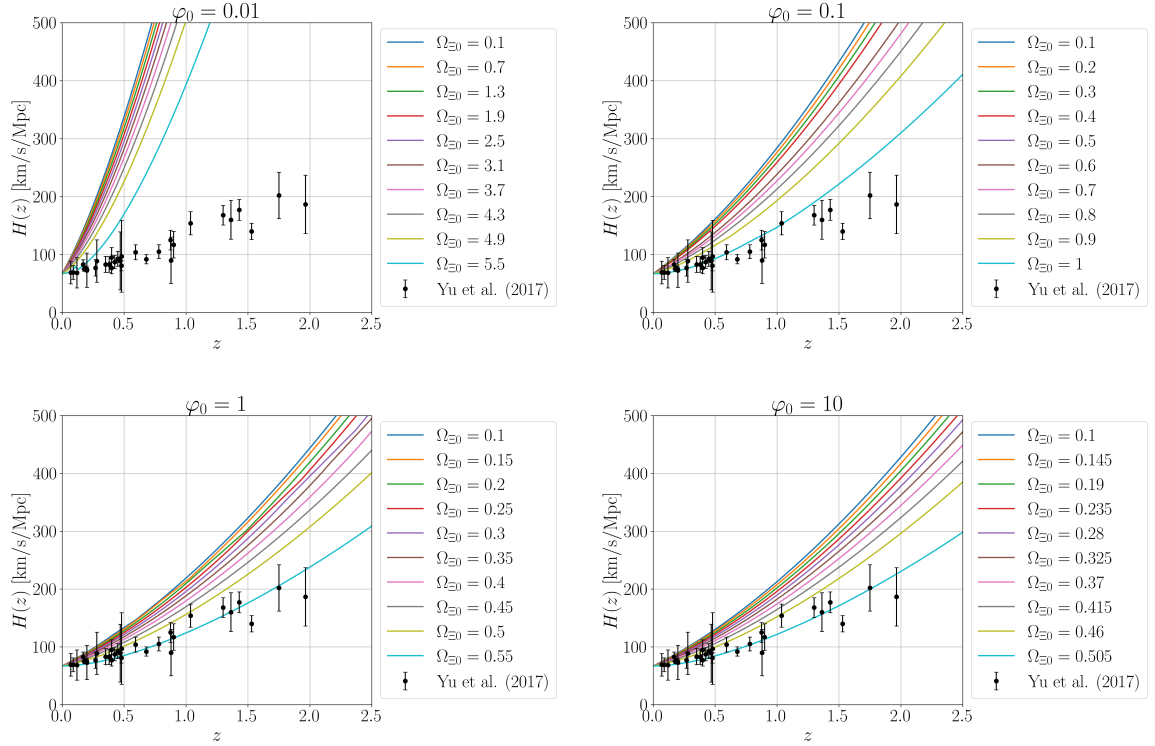 φ₀ = 0.01
H(z) [km/s/Mpc]
500
400
300
200
100
0
0.0 0.5 1.0 1.5 2.0 2.5
z
Ω_Ξ0 = 0.1
Ω_Ξ0 = 0.7
Ω_Ξ0 = 1.3
Ω_Ξ0 = 1.9
Ω_Ξ0 = 2.5
Ω_Ξ0 = 3.1
Ω_Ξ0 = 3.7
Ω_Ξ0 = 4.3
Ω_Ξ0 = 4.9
Ω_Ξ0 = 5.5
Yu et al. (2017)
φ₀ = 0.1
H(z) [km/s/Mpc]
500
400
300
200
100
0
0.0 0.5 1.0 1.5 2.0 2.5
z
Ω_Ξ0 = 0.1
Ω_Ξ0 = 0.2
Ω_Ξ0 = 0.3
Ω_Ξ0 = 0.4
Ω_Ξ0 = 0.5
Ω_Ξ0 = 0.6
Ω_Ξ0 = 0.7
Ω_Ξ0 = 0.8
Ω_Ξ0 = 0.9
Ω_Ξ0 = 1
Yu et al. (2017)
φ₀ = 1
H(z) [km/s/Mpc]
500
400
300
200
100
0
0.0 0.5 1.0 1.5 2.0 2.5
z
Ω_Ξ0 = 0.1
Ω_Ξ0 = 0.15
Ω_Ξ0 = 0.2
Ω_Ξ0 = 0.25
Ω_Ξ0 = 0.3
Ω_Ξ0 = 0.35
Ω_Ξ0 = 0.4
Ω_Ξ0 = 0.45
Ω_Ξ0 = 0.5
Ω_Ξ0 = 0.55
Yu et al. (2017)
φ₀ = 10
H(z) [km/s/Mpc]
500
400
300
200
100
0
0.0 0.5 1.0 1.5 2.0 2.5
z
Ω_Ξ0 = 0.1
Ω_Ξ0 = 0.145
Ω_Ξ0 = 0.19
Ω_Ξ0 = 0.235
Ω_Ξ0 = 0.28
Ω_Ξ0 = 0.325
Ω_Ξ0 = 0.37
Ω_Ξ0 = 0.415
Ω_Ξ0 = 0.46
Ω_Ξ0 = 0.505
Yu et al. (2017)